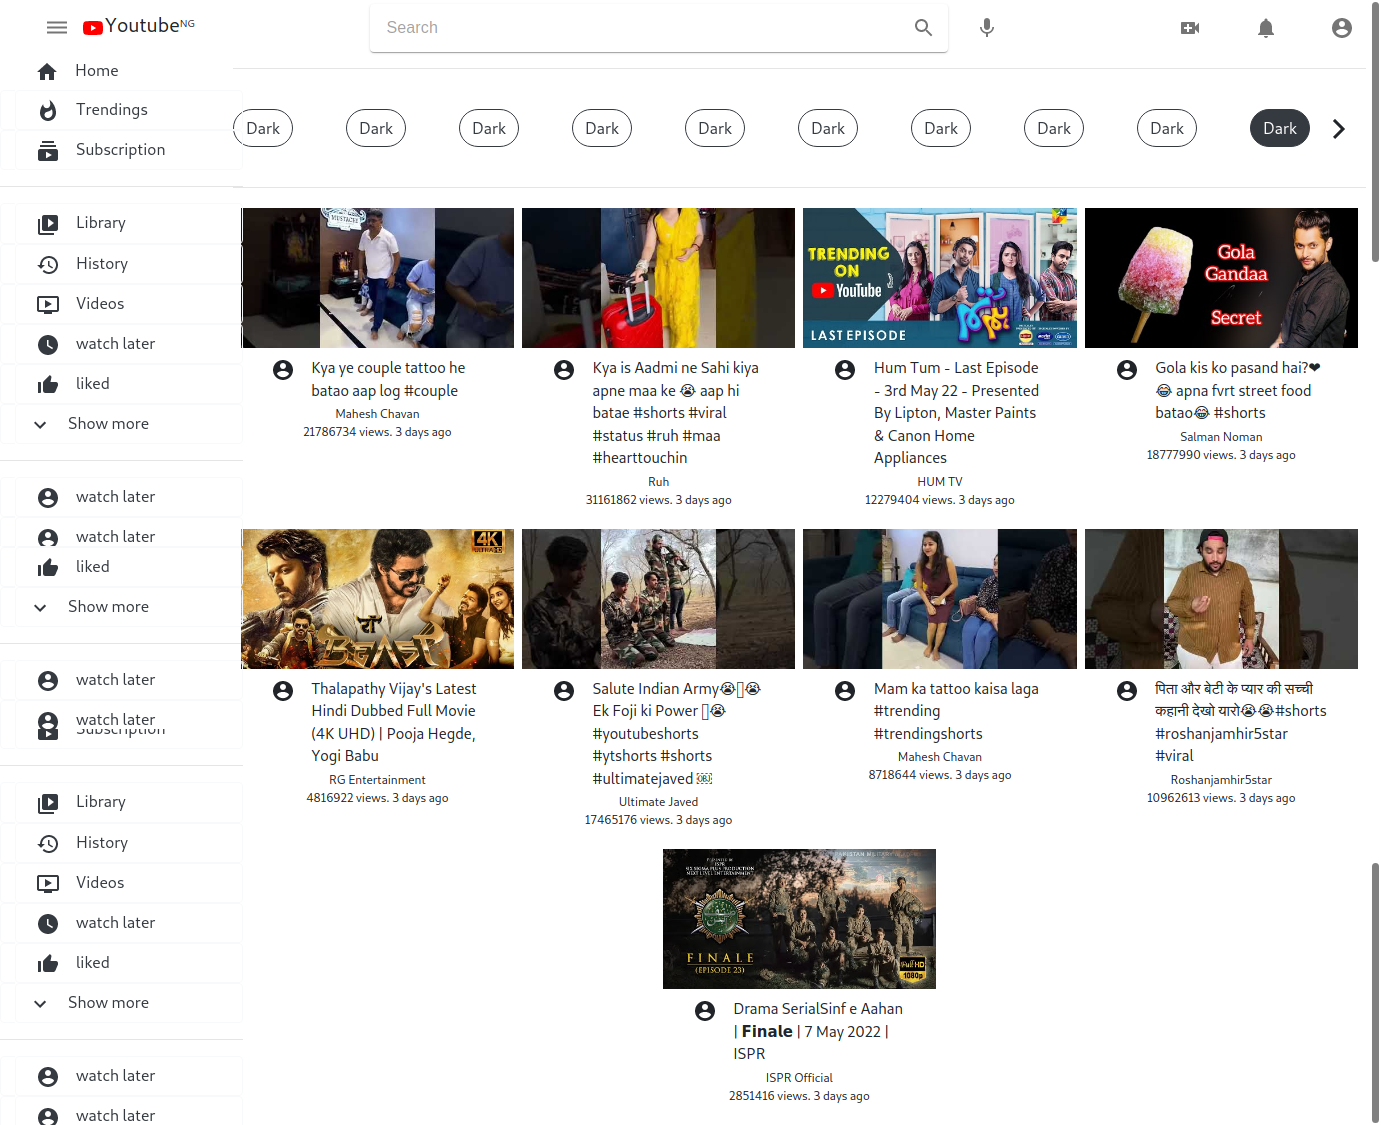 YoutubeNG
Search
Home
Trendings
Subscription
Dark
Dark
Dark
Dark
Dark
Dark
Dark
Dark
Dark
Dark
Library
History
Videos
watch later
liked
Show more
watch later
watch later
liked
Show more
watch later
watch later
Subscription
Library
History
Videos
watch later
liked
Show more
watch later
watch later
MUSTACHE
Kya ye couple tattoo he
batao aap log #couple
Mahesh Chavan
21786734 views. 3 days ago
Kya is Aadmi ne Sahi kiya
apne maa ke 😭 aap hi
batae #shorts #viral
#status #ruh #maa
#hearttouchin
Ruh
31161862 views. 3 days ago
TRENDING
ON
YouTube
LAST EPISODE
Hum Tum - Last Episode
- 3rd May 22 - Presented
By Lipton, Master Paints
& Canon Home
Appliances
HUM TV
12279404 views. 3 days ago
Gola
Gandaa
Secret
Gola kis ko pasand hai?❤
😂 apna fvrt street food
batao😂 #shorts
Salman Noman
18777990 views. 3 days ago
4K
ULTRA HD
BEAST
Thalapathy Vijay's Latest
Hindi Dubbed Full Movie
(4K UHD) | Pooja Hegde,
Yogi Babu
RG Entertainment
4816922 views. 3 days ago
Salute Indian Army😭▯😭
Ek Foji ki Power ▯😭
#youtubeshorts
#ytshorts #shorts
#ultimatejaved ￼
Ultimate Javed
17465176 views. 3 days ago
Mam ka tattoo kaisa laga
#trending
#trendingshorts
Mahesh Chavan
8718644 views. 3 days ago
पिता और बेटी के प्यार की सच्ची
कहानी देखो यारो😭😭#shorts
#roshanjamhir5star
#viral
Roshanjamhir5star
10962613 views. 3 days ago
FINALE
(EPISODE 23)
Full HD
1080p
Drama SerialSinf e Aahan
| Finale | 7 May 2022 |
ISPR
ISPR Official
2851416 views. 3 days ago